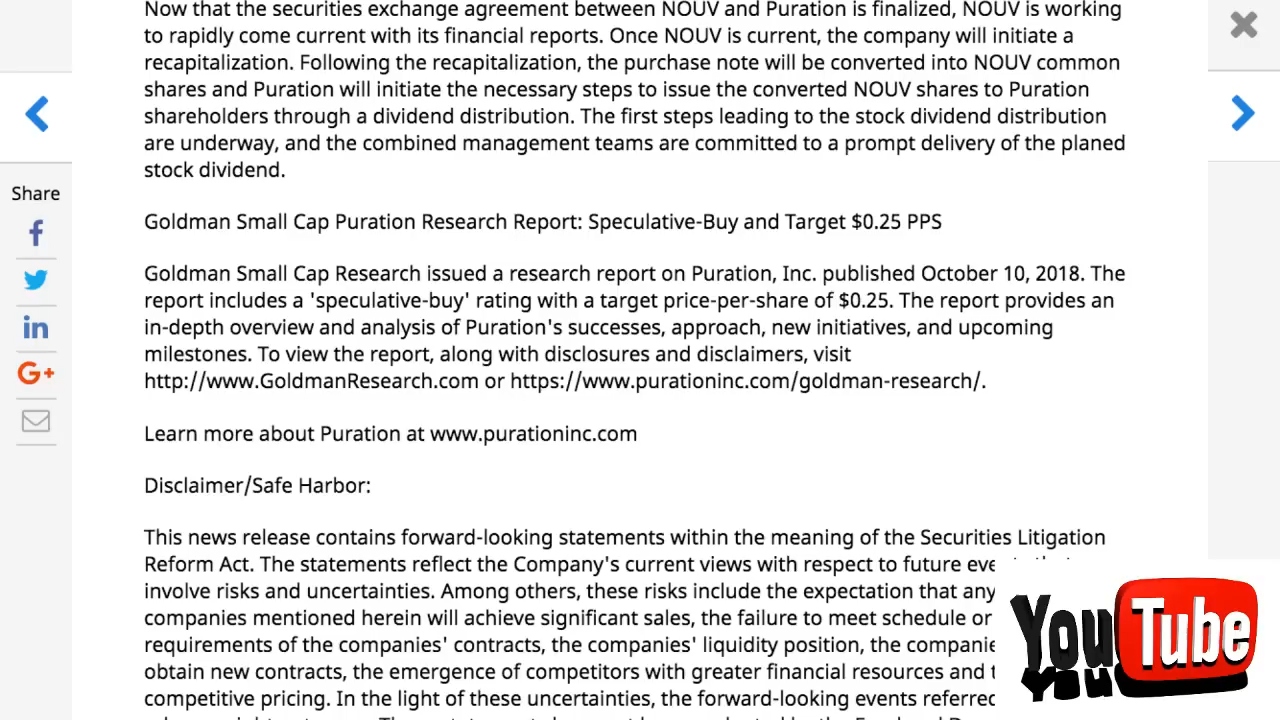 Now that the securities exchange agreement between NOUV and Puration is finalized, NOUV is working
to rapidly come current with its financial reports. Once NOUV is current, the company will initiate a
recapitalization. Following the recapitalization, the purchase note will be converted into NOUV common
shares and Puration will initiate the necessary steps to issue the converted NOUV shares to Puration
shareholders through a dividend distribution. The first steps leading to the stock dividend distribution
are underway, and the combined management teams are committed to a prompt delivery of the planed
stock dividend.
Share
Goldman Small Cap Puration Research Report: Speculative-Buy and Target $0.25 PPS
Goldman Small Cap Research issued a research report on Puration, Inc. published October 10, 2018. The
report includes a 'speculative-buy' rating with a target price-per-share of $0.25. The report provides an
in-depth overview and analysis of Puration's successes, approach, new initiatives, and upcoming
milestones. To view the report, along with disclosures and disclaimers, visit
http://www.GoldmanResearch.com or https://www.purationinc.com/goldman-research/.
Learn more about Puration at www.purationinc.com
Disclaimer/Safe Harbor:
This news release contains forward-looking statements within the meaning of the Securities Litigation
Reform Act. The statements reflect the Company's current views with respect to future
involve risks and uncertainties. Among others, these risks include the expectation that any
companies mentioned herein will achieve significant sales, the failure to meet schedule or
requirements of the companies' contracts, the companies' liquidity position, the
obtain new contracts, the emergence of competitors with greater financial resources and
competitive pricing. In the light of these uncertainties, the forward-looking events
YouTube